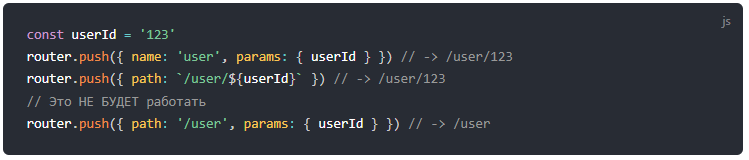 js
const userId = '123'
router.push({ name: 'user', params: { userId } }) // -> /user/123
router.push({ path: `/user/${userId}` }) // -> /user/123
// Это НЕ БУДЕТ работать
router.push({ path: '/user', params: { userId } }) // -> /user